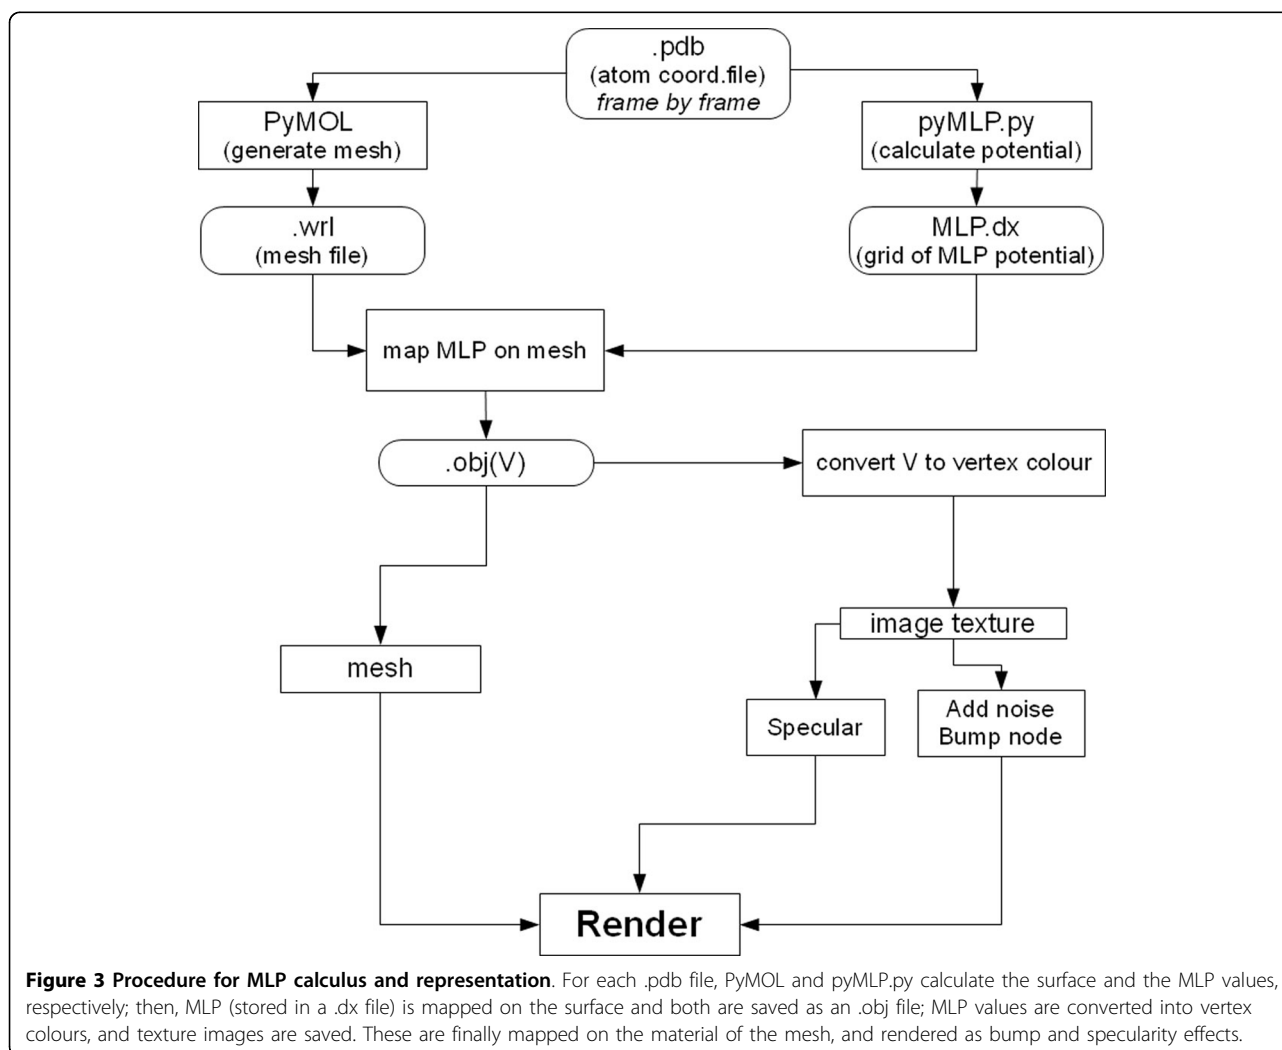 .pdb
(atom coord.file)
frame by frame
PyMOL
(generate mesh)
pyMLP.py
(calculate potential)
.wrl
(mesh file)
MLP.dx
(grid of MLP potential)
map MLP on mesh
.obj(V)
convert V to vertex colour
image texture
mesh
Specular
Add noise
Bump node
Render
Figure 3 Procedure for MLP calculus and representation. For each .pdb file, PyMOL and pyMLP.py calculate the surface and the MLP values,
respectively; then, MLP (stored in a .dx file) is mapped on the surface and both are saved as an .obj file; MLP values are converted into vertex
colours, and texture images are saved. These are finally mapped on the material of the mesh, and rendered as bump and specularity effects.